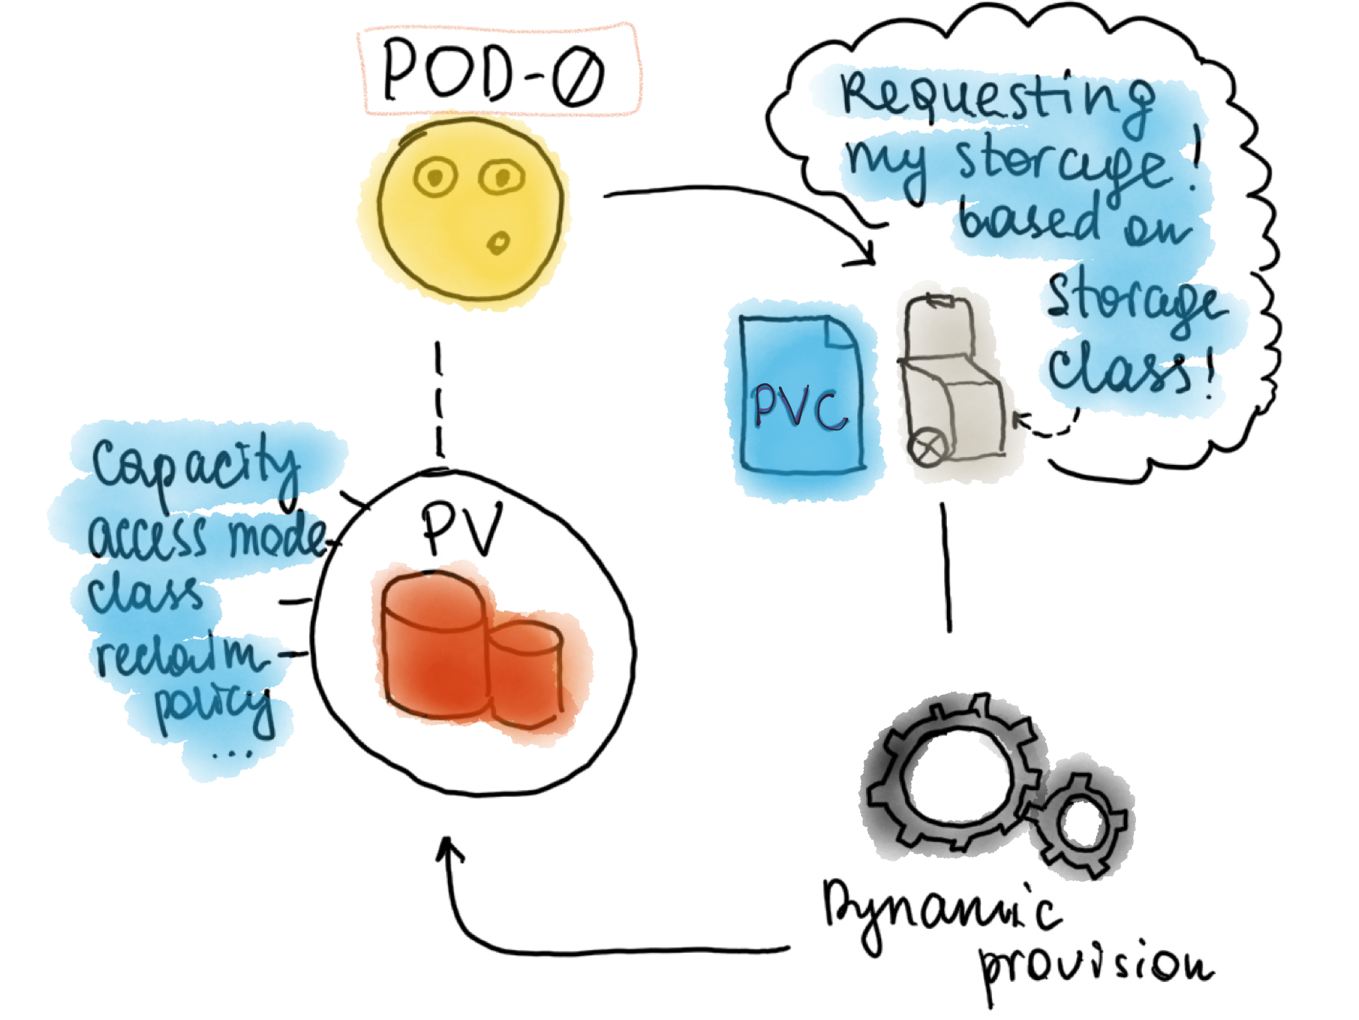 POD-0
Requesting
my storage!
based on
storage
class!
PVC
capacity
access mode
class
reclaim
policy
...
PV
Dynamic
provision